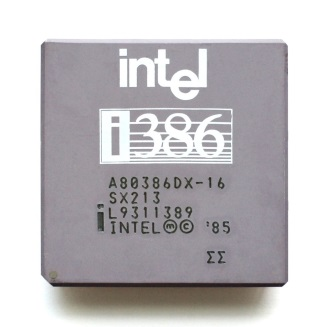 intel
i386
A80386DX-16
SX213
L9311389
i INTEL Ⓜ © '85
ΣΣ